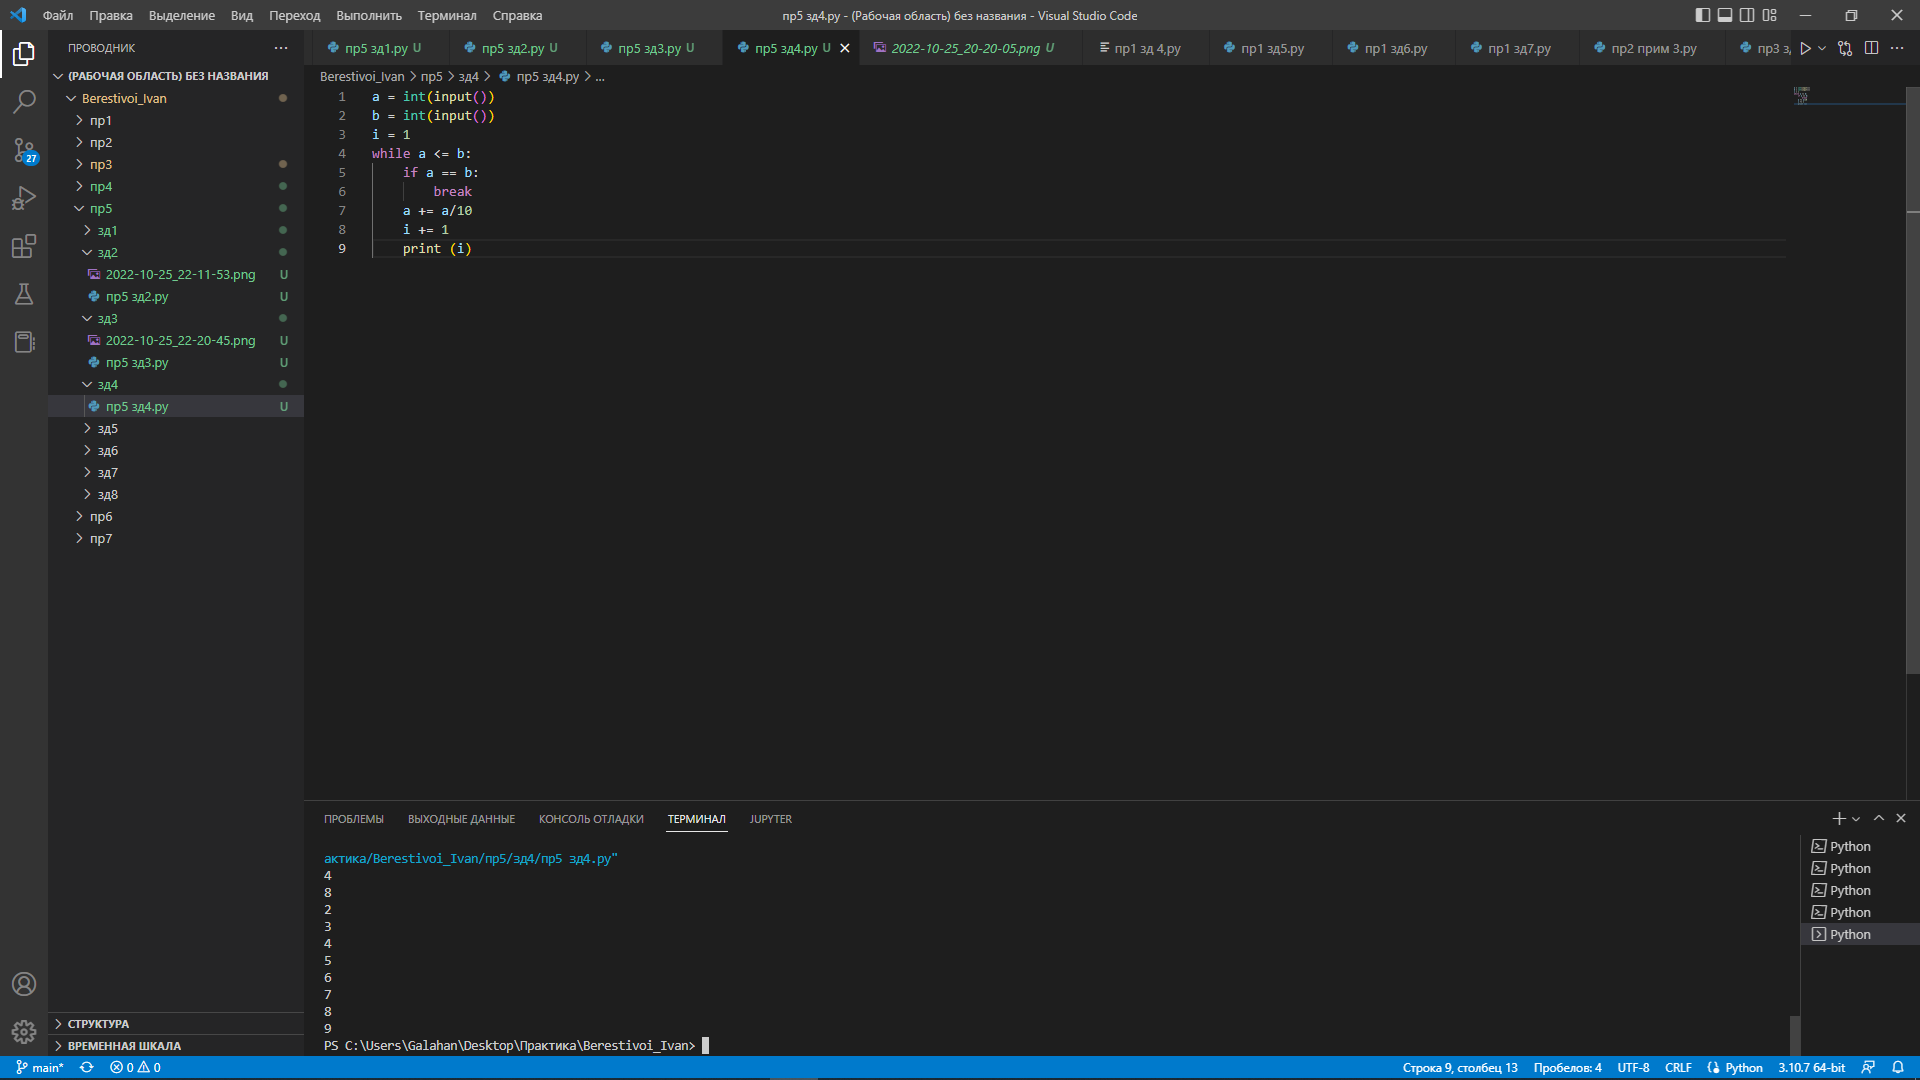 Файл Правка Выделение Вид Переход Выполнить Терминал Справка
пр5 зд4.py - (Рабочая область) без названия - Visual Studio Code
ПРОВОДНИК
(РАБОЧАЯ ОБЛАСТЬ) БЕЗ НАЗВАНИЯ
Berestivoi_Ivan
пр1
пр2
пр3
пр4
пр5
зд1
зд2
2022-10-25_22-11-53.png U
пр5 зд2.py U
зд3
2022-10-25_22-20-45.png U
пр5 зд3.py U
зд4
пр5 зд4.py U
зд5
зд6
зд7
зд8
пр6
пр7
27
СТРУКТУРА
ВРЕМЕННАЯ ШКАЛА
пр5 зд1.py U пр5 зд2.py U пр5 зд3.py U пр5 зд4.py U 2022-10-25_20-20-05.png U пр1 зд 4,py пр1 зд5.py пр1 зд6.py пр1 зд7.py пр2 прим 3.py пр3 з
Berestivoi_Ivan > пр5 > зд4 > пр5 зд4.py > ...
1 a = int(input())
2 b = int(input())
3 i = 1
4 while a <= b:
5 if a == b:
6 break
7 a += a/10
8 i += 1
9 print (i)
ПРОБЛЕМЫ ВЫХОДНЫЕ ДАННЫЕ КОНСОЛЬ ОТЛАДКИ ТЕРМИНАЛ JUPYTER
актика/Berestivoi_Ivan/пр5/зд4/пр5 зд4.py"
4
8
2
3
4
5
6
7
8
9
PS C:\Users\Galahan\Desktop\Практика\Berestivoi_Ivan>
Python
Python
Python
Python
Python
main* 0 0
Строка 9, столбец 13 Пробелов: 4 UTF-8 CRLF Python 3.10.7 64-bit